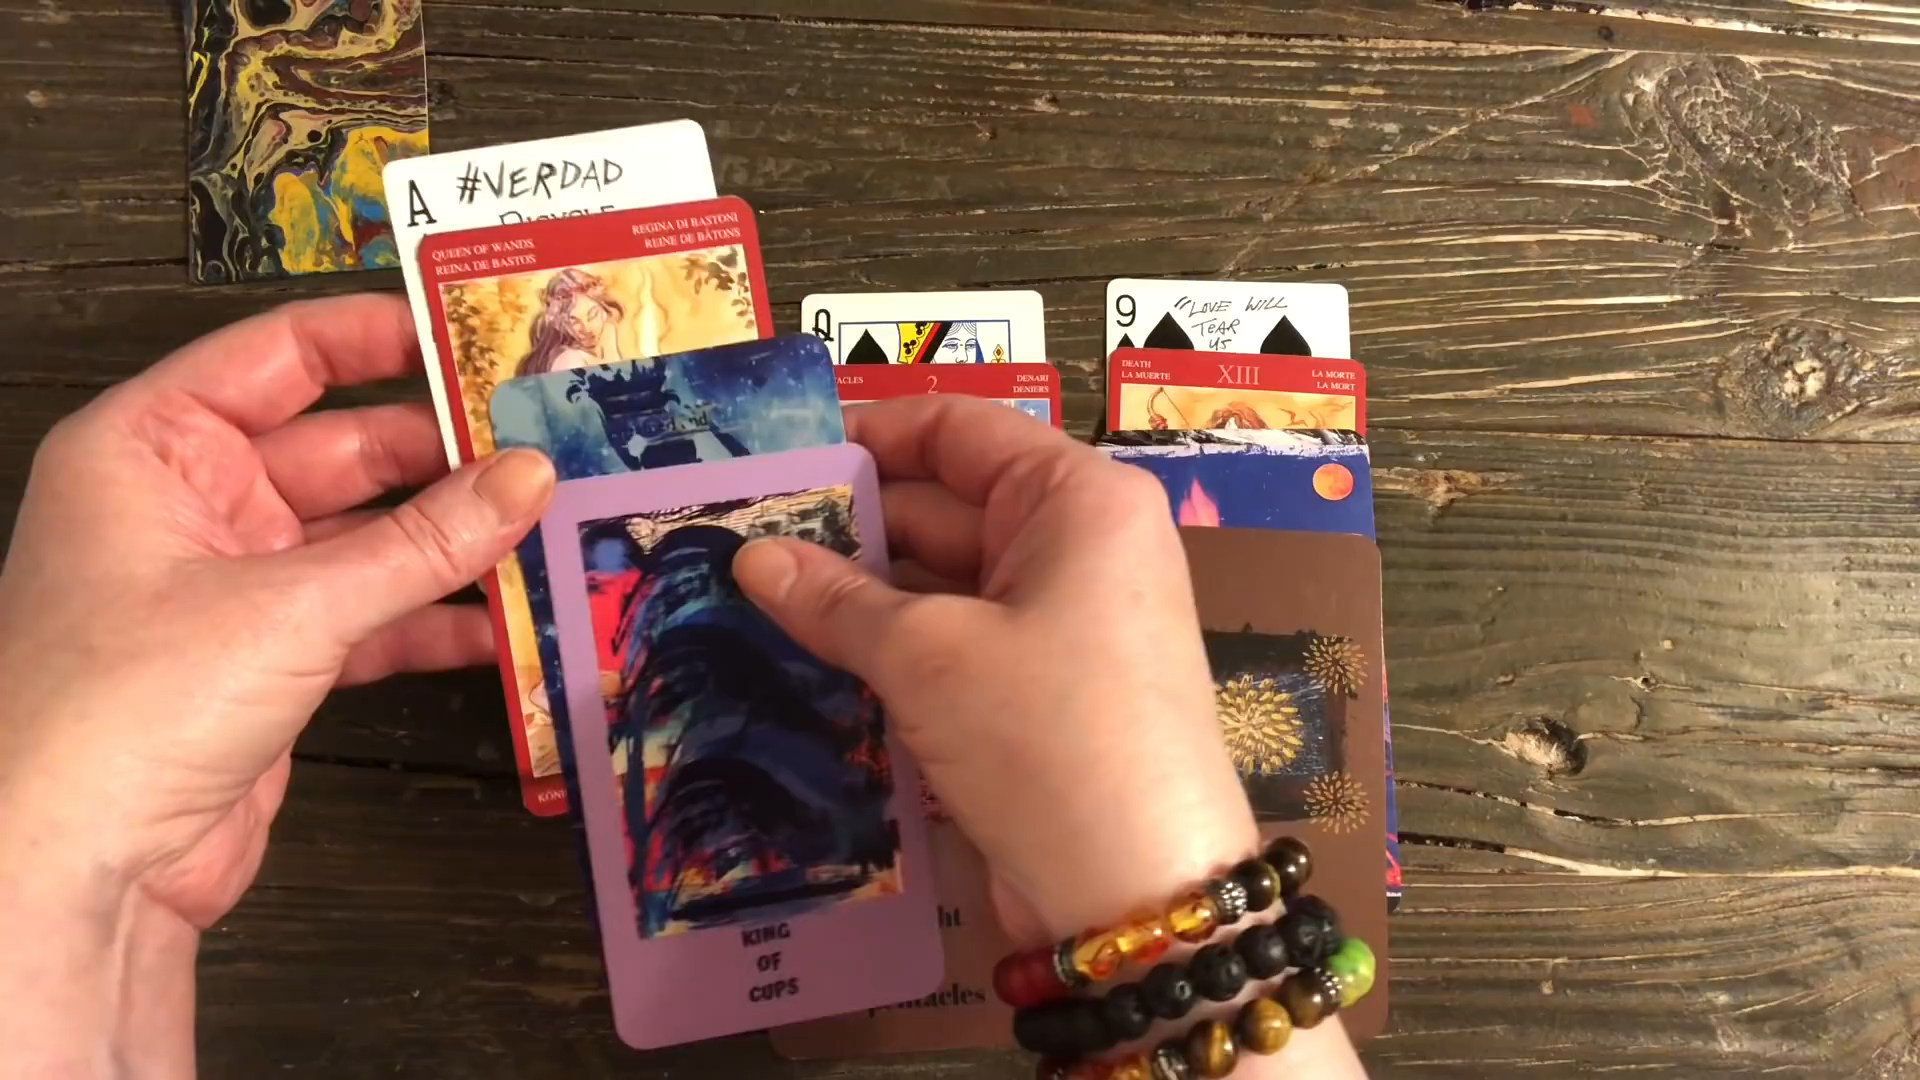 A #VERDAD
QUEEN OF WANDS
REINA DE BASTOS
REGINA DI BASTONI
REINE DE BÂTONS
Q
2
DENARI
DENIERS
9 "LOVE WILL
TEAR
US
DEATH
LA MUERTE
XIII
LA MORTE
LA MORT
KING
OF
CUPS